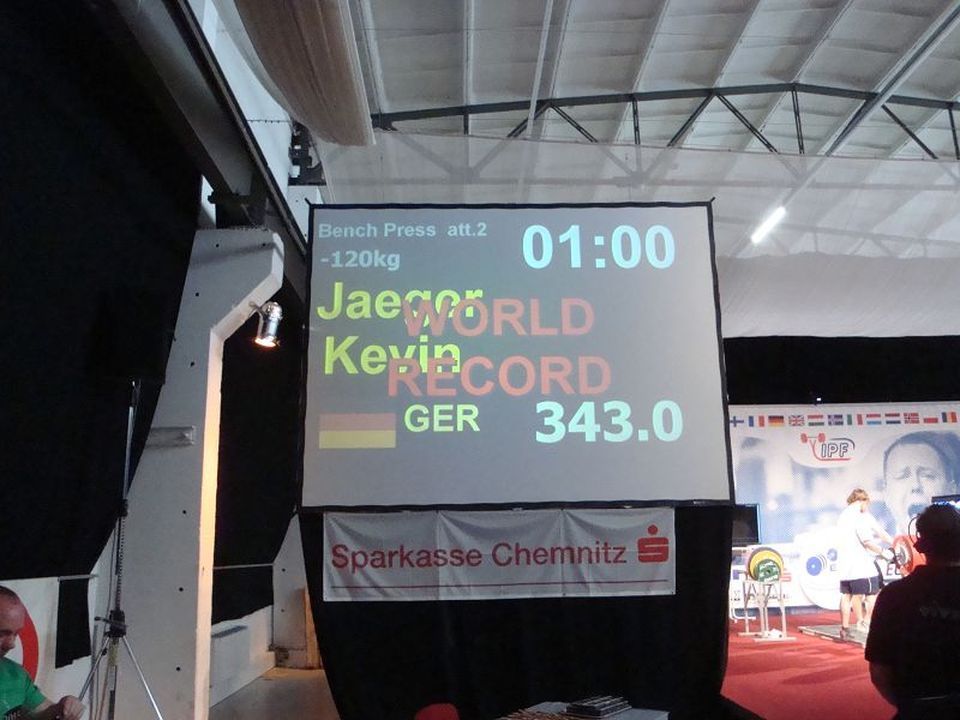 Bench Press att.2
01:00
-120kg
Jaeger
WORLD
Kevin
RECORD
GER
343.0
Sparkasse Chemnitz
IPF